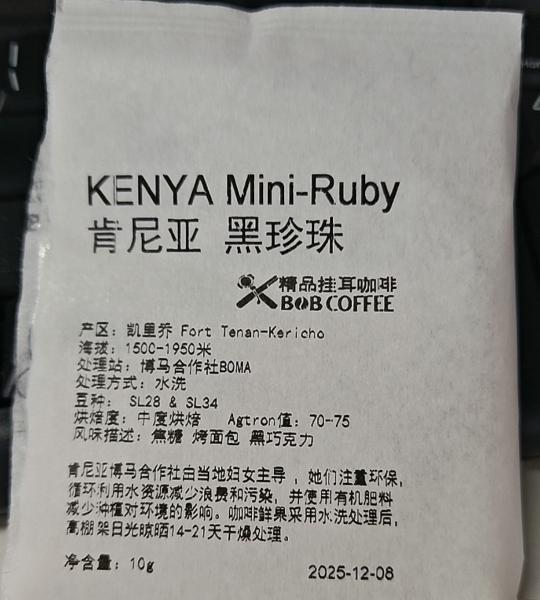 KENYA Mini-Ruby
肯尼亚 黑珍珠
精品挂耳咖啡
BOB COFFEE
产区: 凯里乔 Fort Tenan-Kericho
海拔: 1500-1950米
处理站: 博马合作社BOMA
处理方式: 水洗
豆种: SL28 & SL34
烘焙度: 中度烘焙 Agtron值: 70-75
风味描述: 焦糖 烤面包 黑巧克力
肯尼亚博马合作社由当地妇女主导，她们注重环保,
循环利用水资源减少浪费和污染, 并使用有机肥料
减少种植对环境的影响。咖啡鲜果采用水洗处理后,
高棚架日光晾晒14-21天干燥处理。
净含量: 10g
2025-12-08